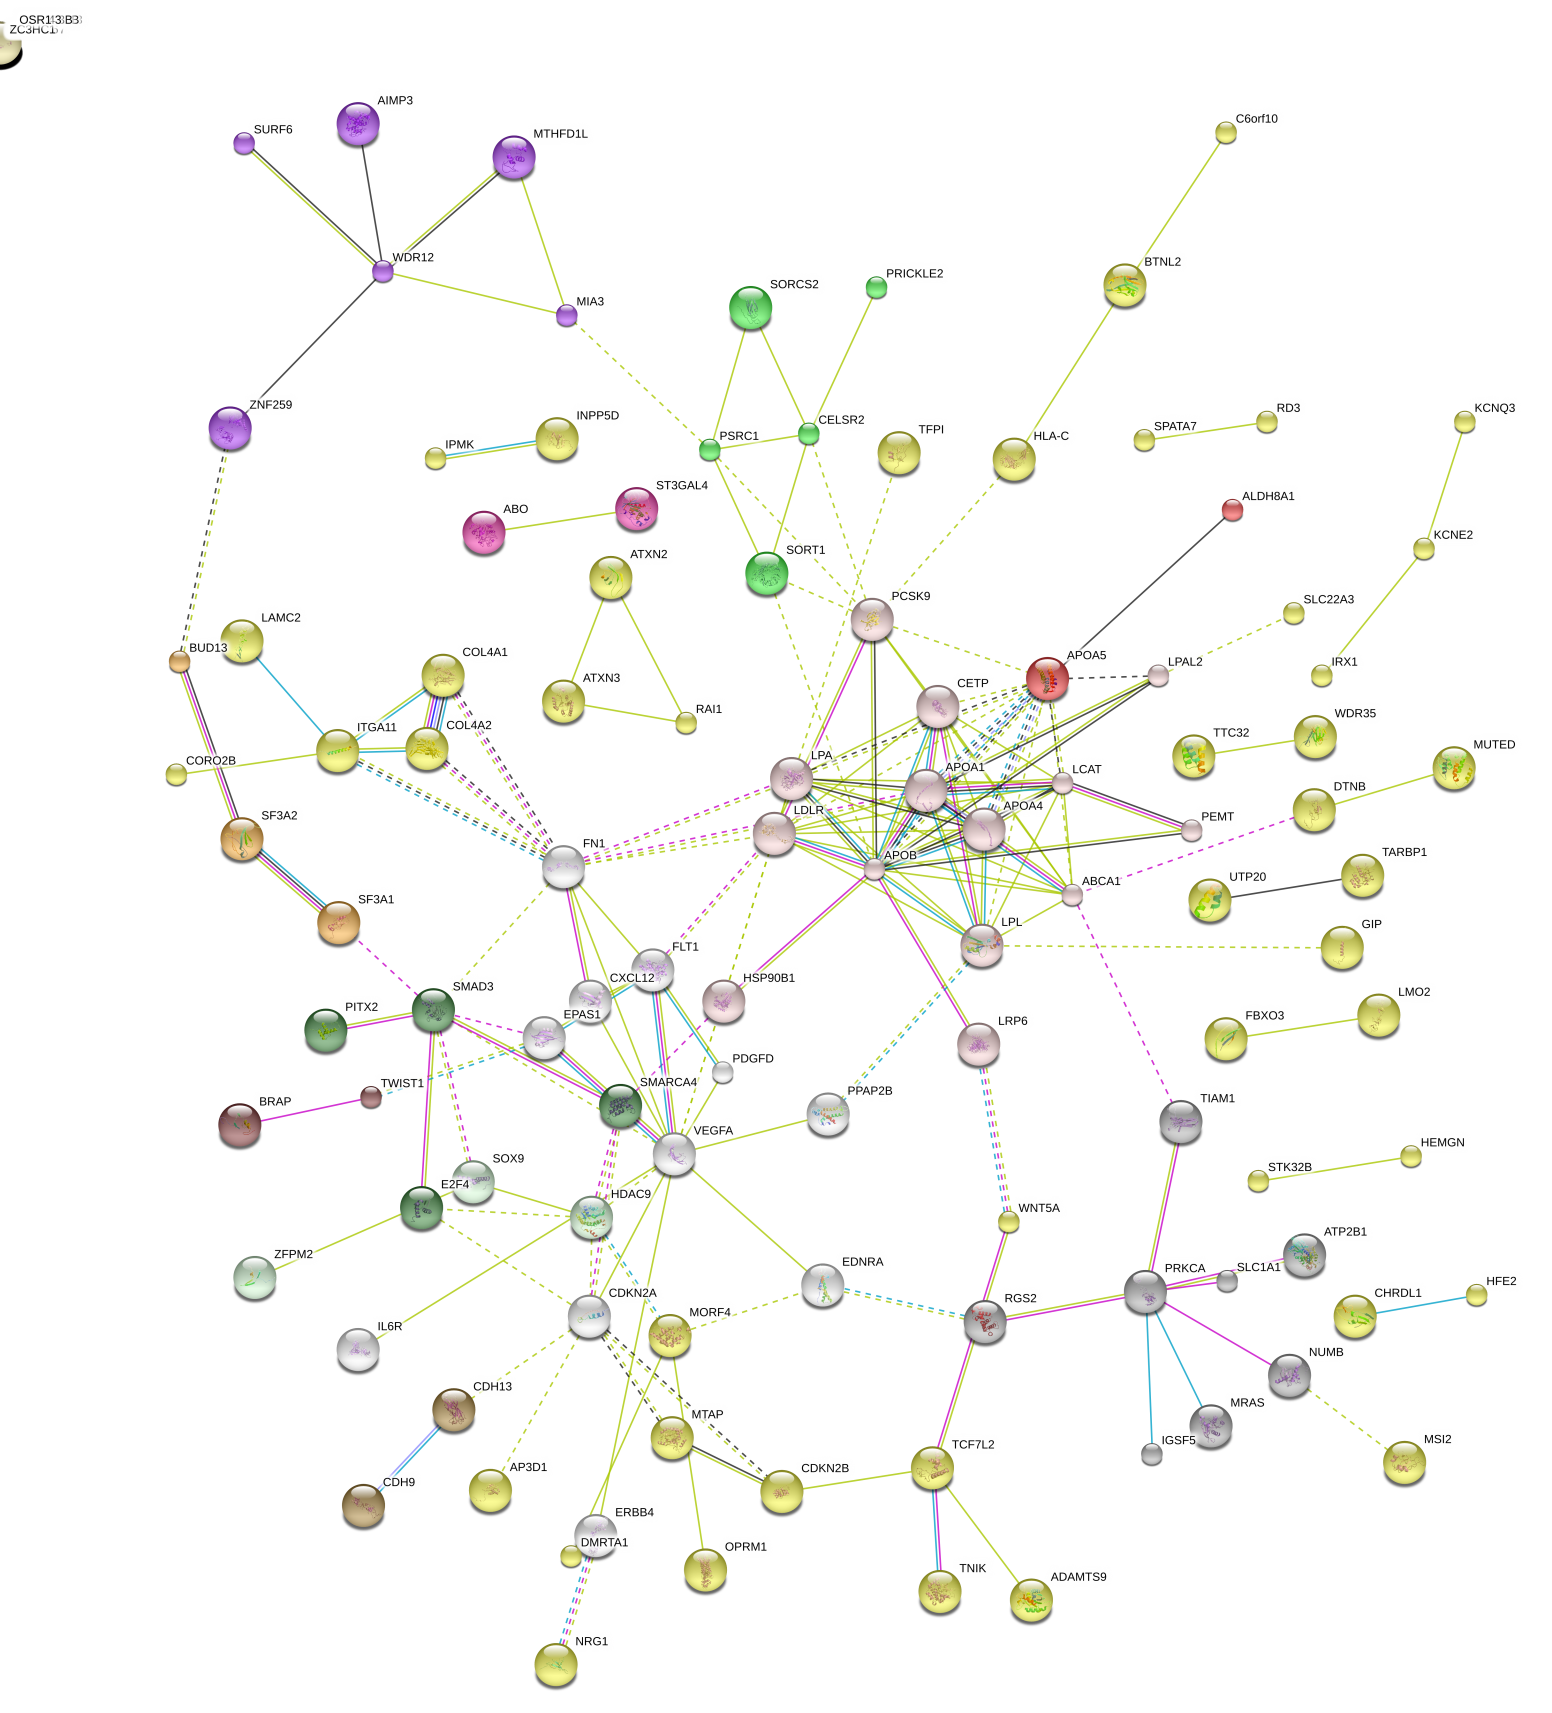 OSR1
ZC3HC1
AIMP3
C6orf10
SURF6
MTHFD1L
WDR12
BTNL2
PRICKLE2
SORCS2
MIA3
ZNF259
KCNQ3
RD3
INPP5D
CELSR2
TFPI
HLA-C
SPATA7
PSRC1
IPMK
ST3GAL4
ALDH8A1
ABO
KCNE2
ATXN2
SORT1
PCSK9
SLC22A3
LAMC2
BUD13
COL4A1
APOA5
LPAL2
IRX1
CETP
ATXN3
RAI1
COL4A2
ITGA11
WDR35
TTC32
MUTED
CORO2B
LPA
APOA1
LCAT
DTNB
LDLR
APOA4
SF3A2
PEMT
FN1
APOB
TARBP1
UTP20
ABCA1
SF3A1
LPL
GIP
FLT1
CXCL12
HSP90B1
SMAD3
LMO2
PITX2
EPAS1
FBXO3
LRP6
PDGFD
SMARCA4
TWIST1
PPAP2B
BRAP
TIAM1
VEGFA
HEMGN
SOX9
STK32B
E2F4
HDAC9
WNT5A
ATP2B1
ZFPM2
EDNRA
PRKCA
SLC1A1
HFE2
CHRDL1
CDKN2A
RGS2
MORF4
IL6R
NUMB
CDH13
MRAS
MTAP
IGSF5
MSI2
TCF7L2
AP3D1
CDKN2B
CDH9
ERBB4
DMRTA1
OPRM1
TNIK
ADAMTS9
NRG1